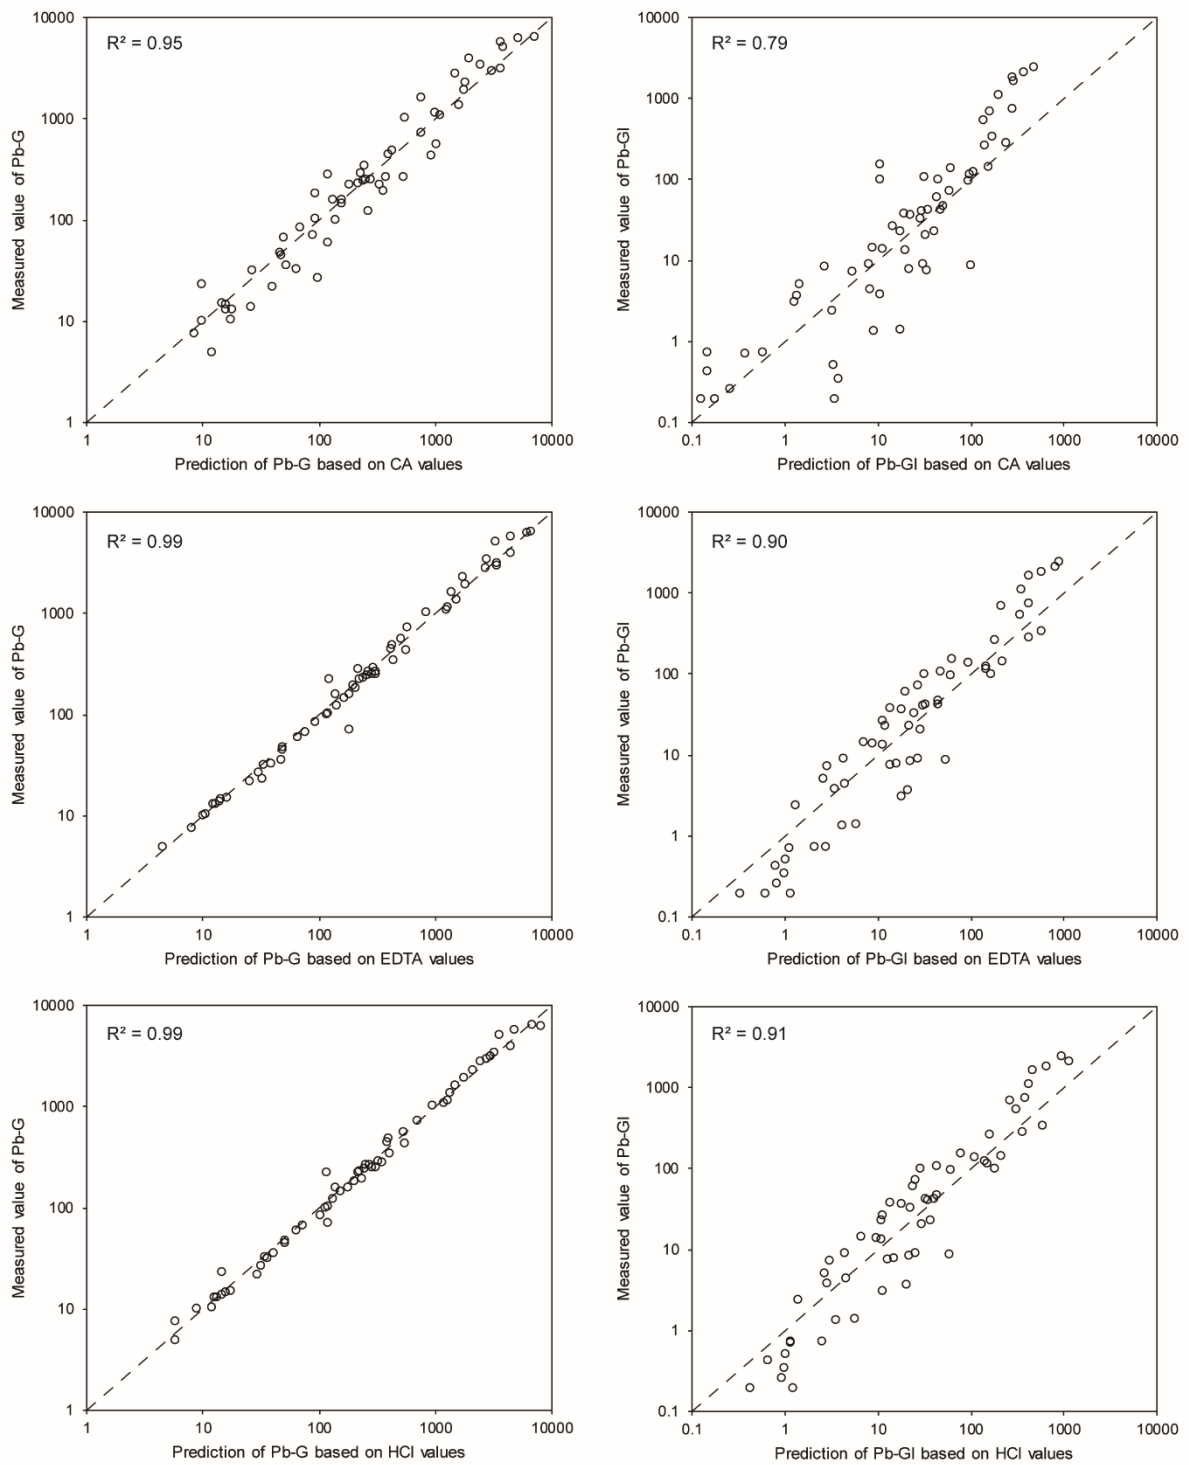 10000
R² = 0.95
1000
100
10
1
Measured value of Pb-G
1 10 100 1000 10000
Prediction of Pb-G based on CA values
10000
R² = 0.79
1000
100
10
1
0.1
Measured value of Pb-GI
0.1 1 10 100 1000 10000
Prediction of Pb-GI based on CA values
10000
R² = 0.99
1000
100
10
1
Measured value of Pb-G
1 10 100 1000 10000
Prediction of Pb-G based on EDTA values
10000
R² = 0.90
1000
100
10
1
0.1
Measured value of Pb-GI
0.1 1 10 100 1000 10000
Prediction of Pb-GI based on EDTA values
10000
R² = 0.99
1000
100
10
1
Measured value of Pb-G
1 10 100 1000 10000
Prediction of Pb-G based on HCl values
10000
R² = 0.91
1000
100
10
1
0.1
Measured value of Pb-GI
0.1 1 10 100 1000 10000
Prediction of Pb-GI based on HCl values